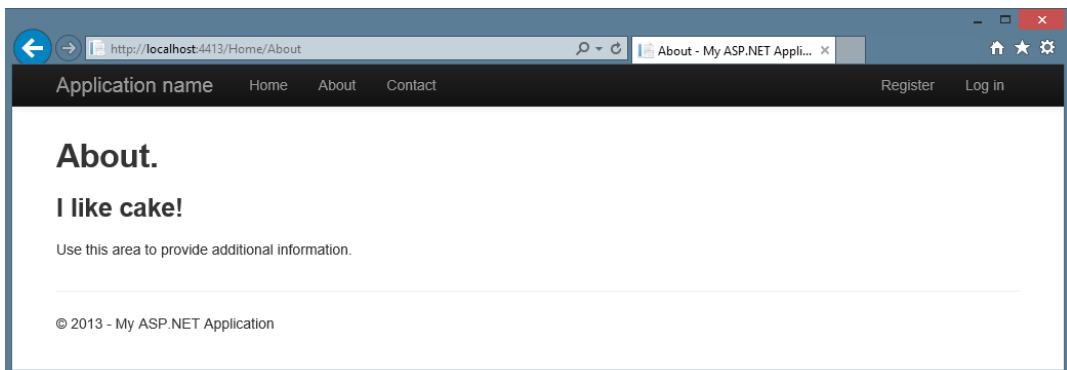 http://localhost:4413/Home/About
About - My ASP.NET Appli...
Application name Home About Contact Register Log in
About.
I like cake!
Use this area to provide additional information.
© 2013 - My ASP.NET Application